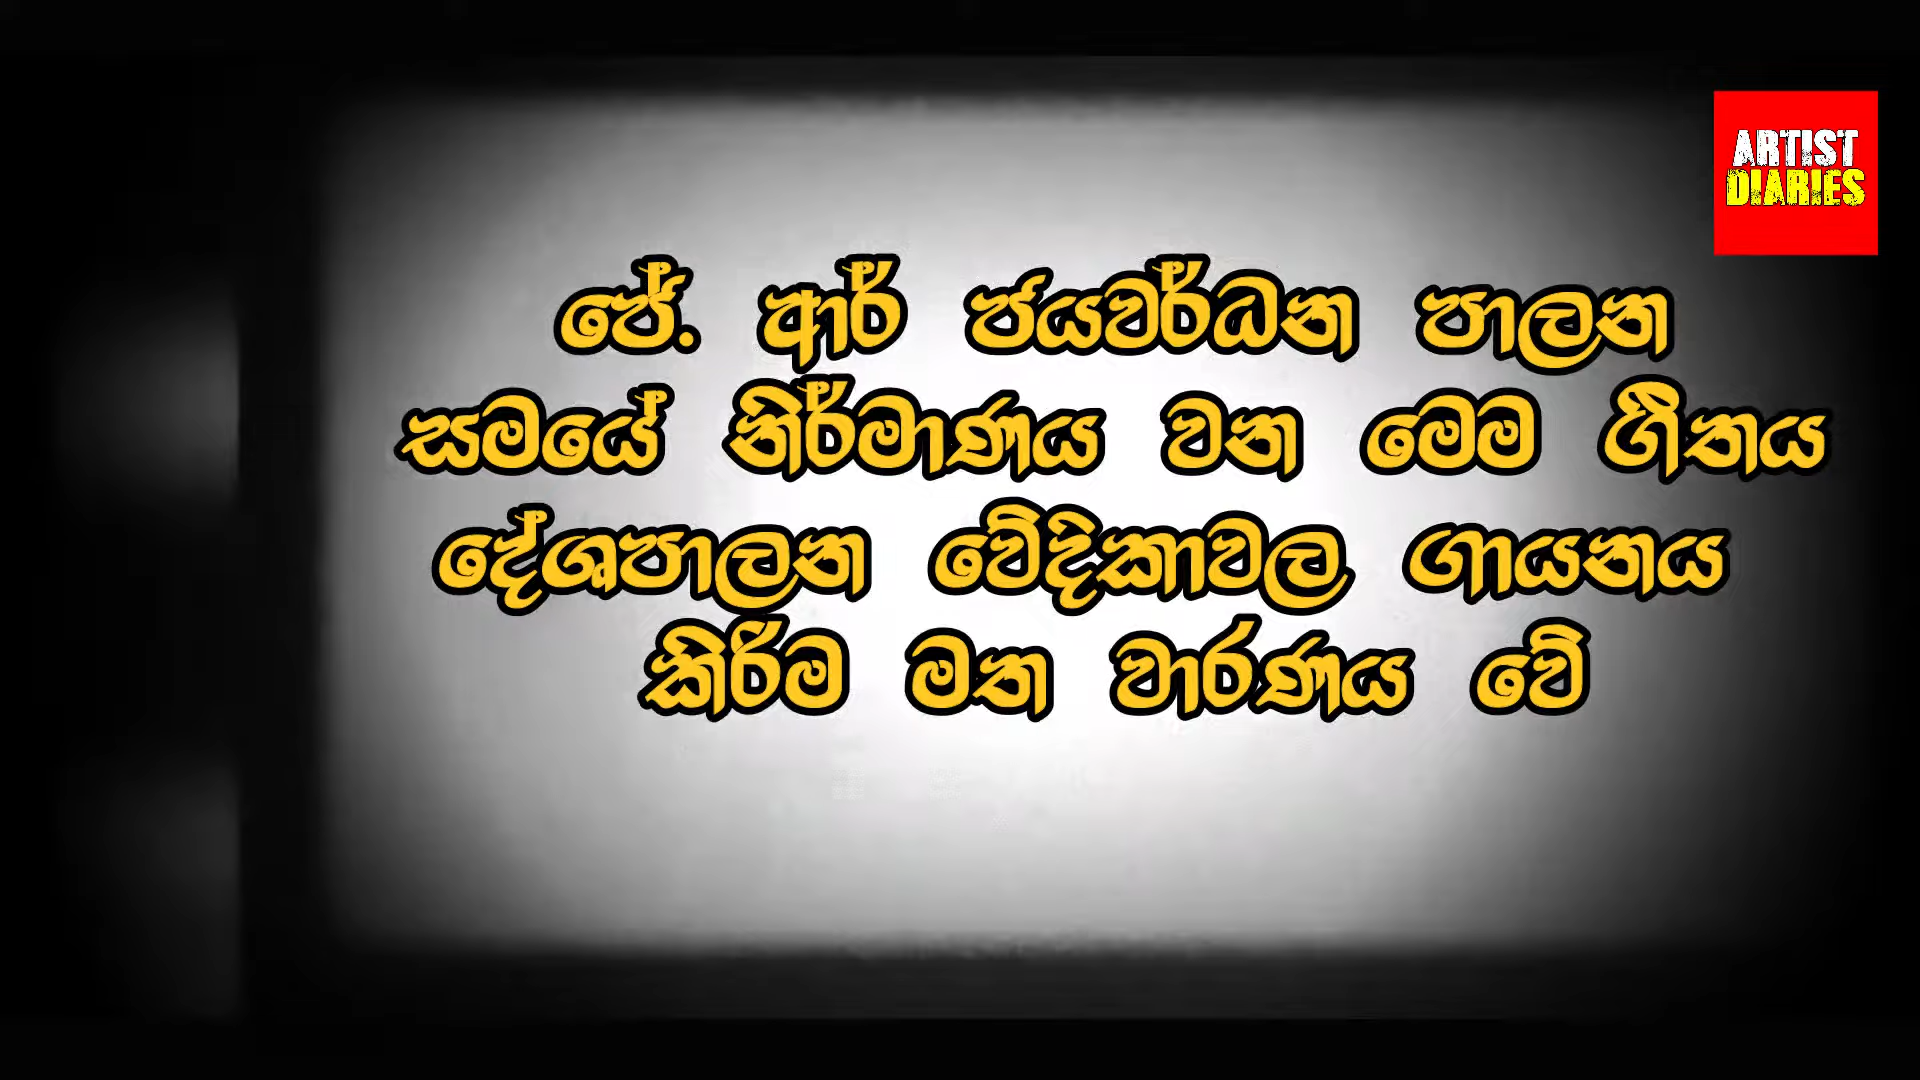 ජේ. ආර් ජයවර්ධන පාලන
සමයේ නිර්මාණය වන මෙම ගීතය
දේශපාලන වේදිකාවල ගායනය
කිරීම මත වාරණය වේ
ARTIST
DIARIES